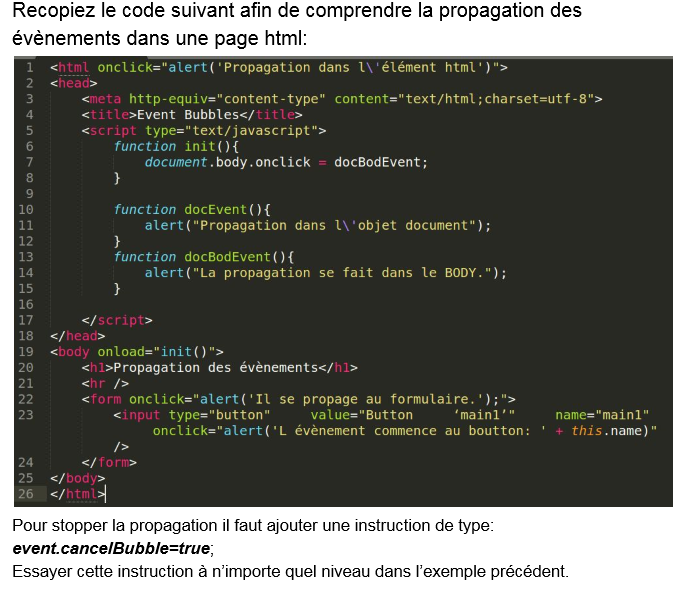 Recopiez le code suivant afin de comprendre la propagation des
évènements dans une page html:
1 <html onclick="alert('Propagation dans l\'élément html')">
2 <head>
3 <meta http-equiv="content-type" content="text/html;charset=utf-8">
4 <title>Event Bubbles</title>
5 <script type="text/javascript">
6 function init(){
7 document.body.onclick = docBodEvent;
8 }
9
10 function docEvent(){
11 alert("Propagation dans l\'objet document");
12 }
13 function docBodEvent(){
14 alert("La propagation se fait dans le BODY.");
15 }
16
17 </script>
18 </head>
19 <body onload="init()">
20 <h1>Propagation des évènements</h1>
21 <hr />
22 <form onclick="alert('Il se propage au formulaire.');">
23 <input type="button" value="Button ‘main1’" name="main1"
onclick="alert('L évènement commence au boutton: ' + this.name)"
/>
24 </form>
25 </body>
26 </html>
Pour stopper la propagation il faut ajouter une instruction de type:
event.cancelBubble=true;
Essayer cette instruction à n’importe quel niveau dans l’exemple précédent.